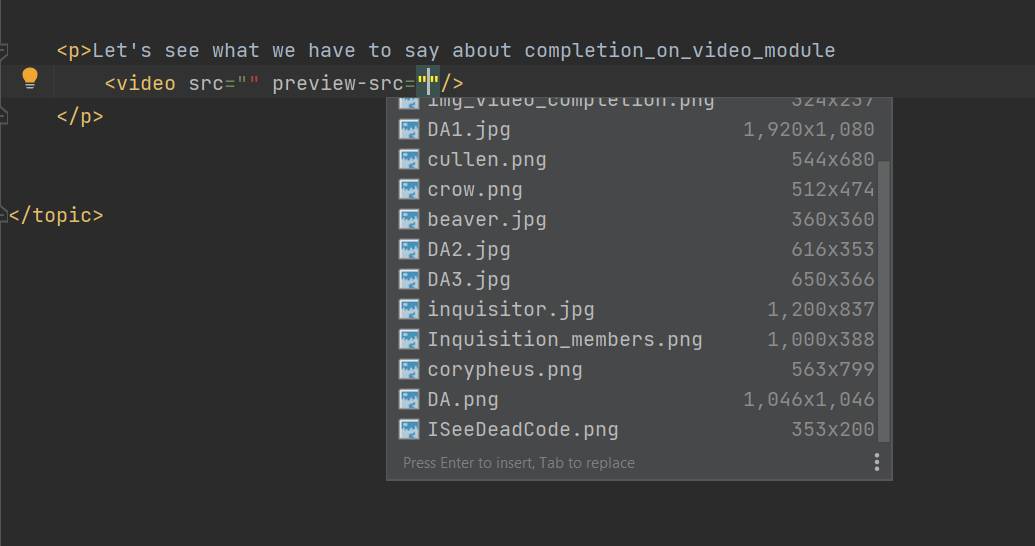 <p>Let's see what we have to say about completion_on_video_module
<video src="" preview-src=""/>
img_video_completion.png 324x237
DA1.jpg 1,920x1,080
cullen.png 544x680
crow.png 512x474
beaver.jpg 360x360
DA2.jpg 616x353
DA3.jpg 650x366
inquisitor.jpg 1,200x837
Inquisition_members.png 1,000x388
corypheus.png 563x799
DA.png 1,046x1,046
ISeeDeadCode.png 353x200
Press Enter to insert, Tab to replace
</p>
</topic>